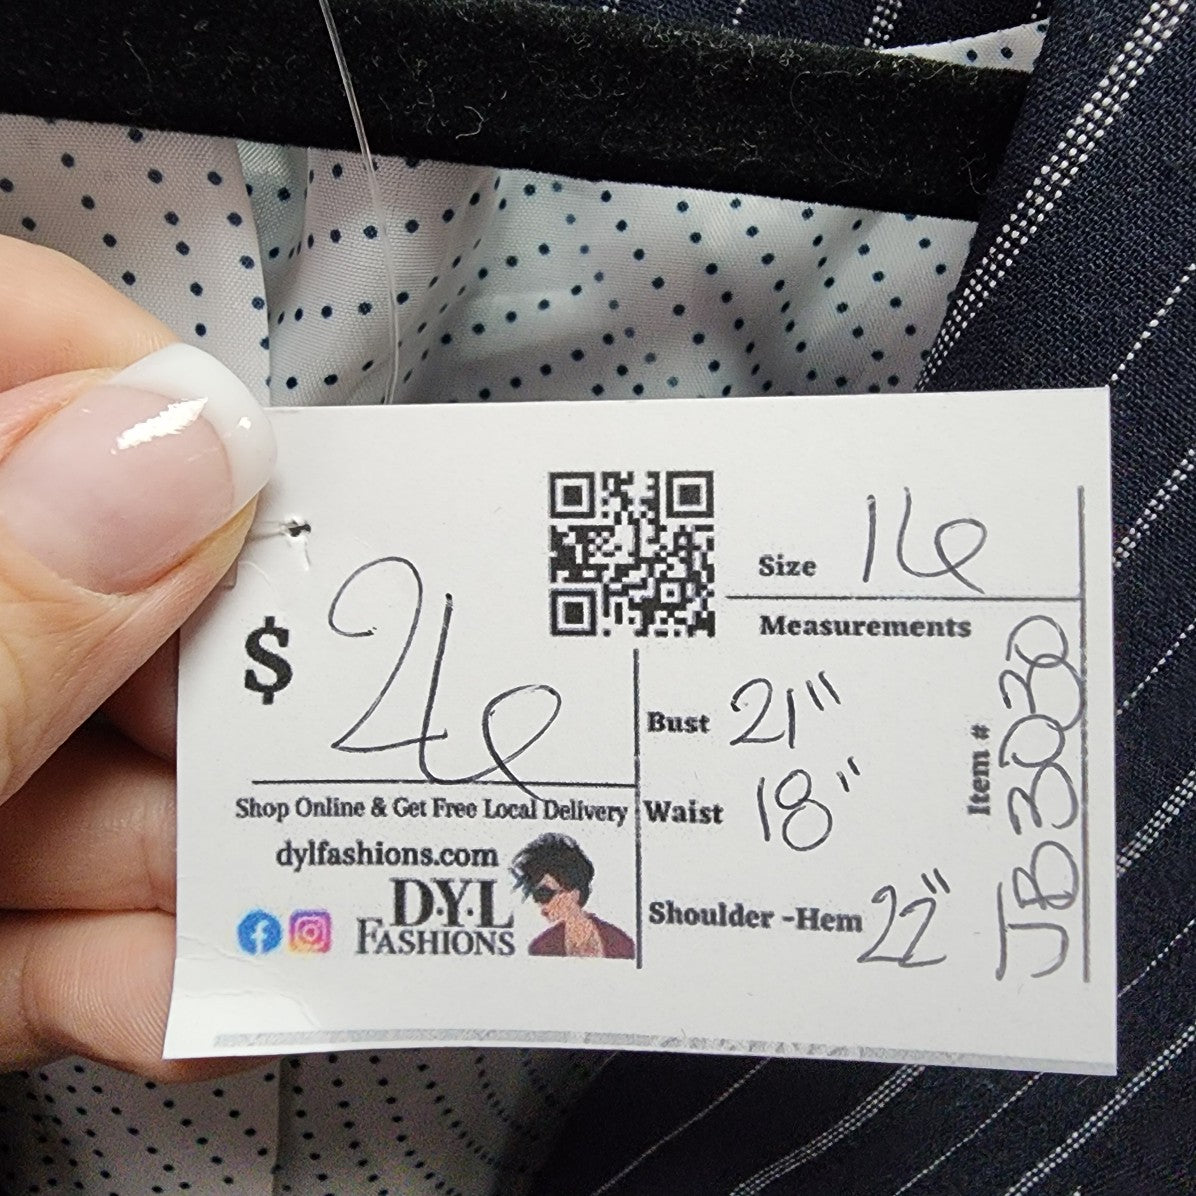 Size 16
$ 26
Measurements
Bust 21"
Waist 18"
Shoulder -Hem 22"
Item # JB3030
Shop Online & Get Free Local Delivery
dylfashions.com
D·Y·L
FASHIONS